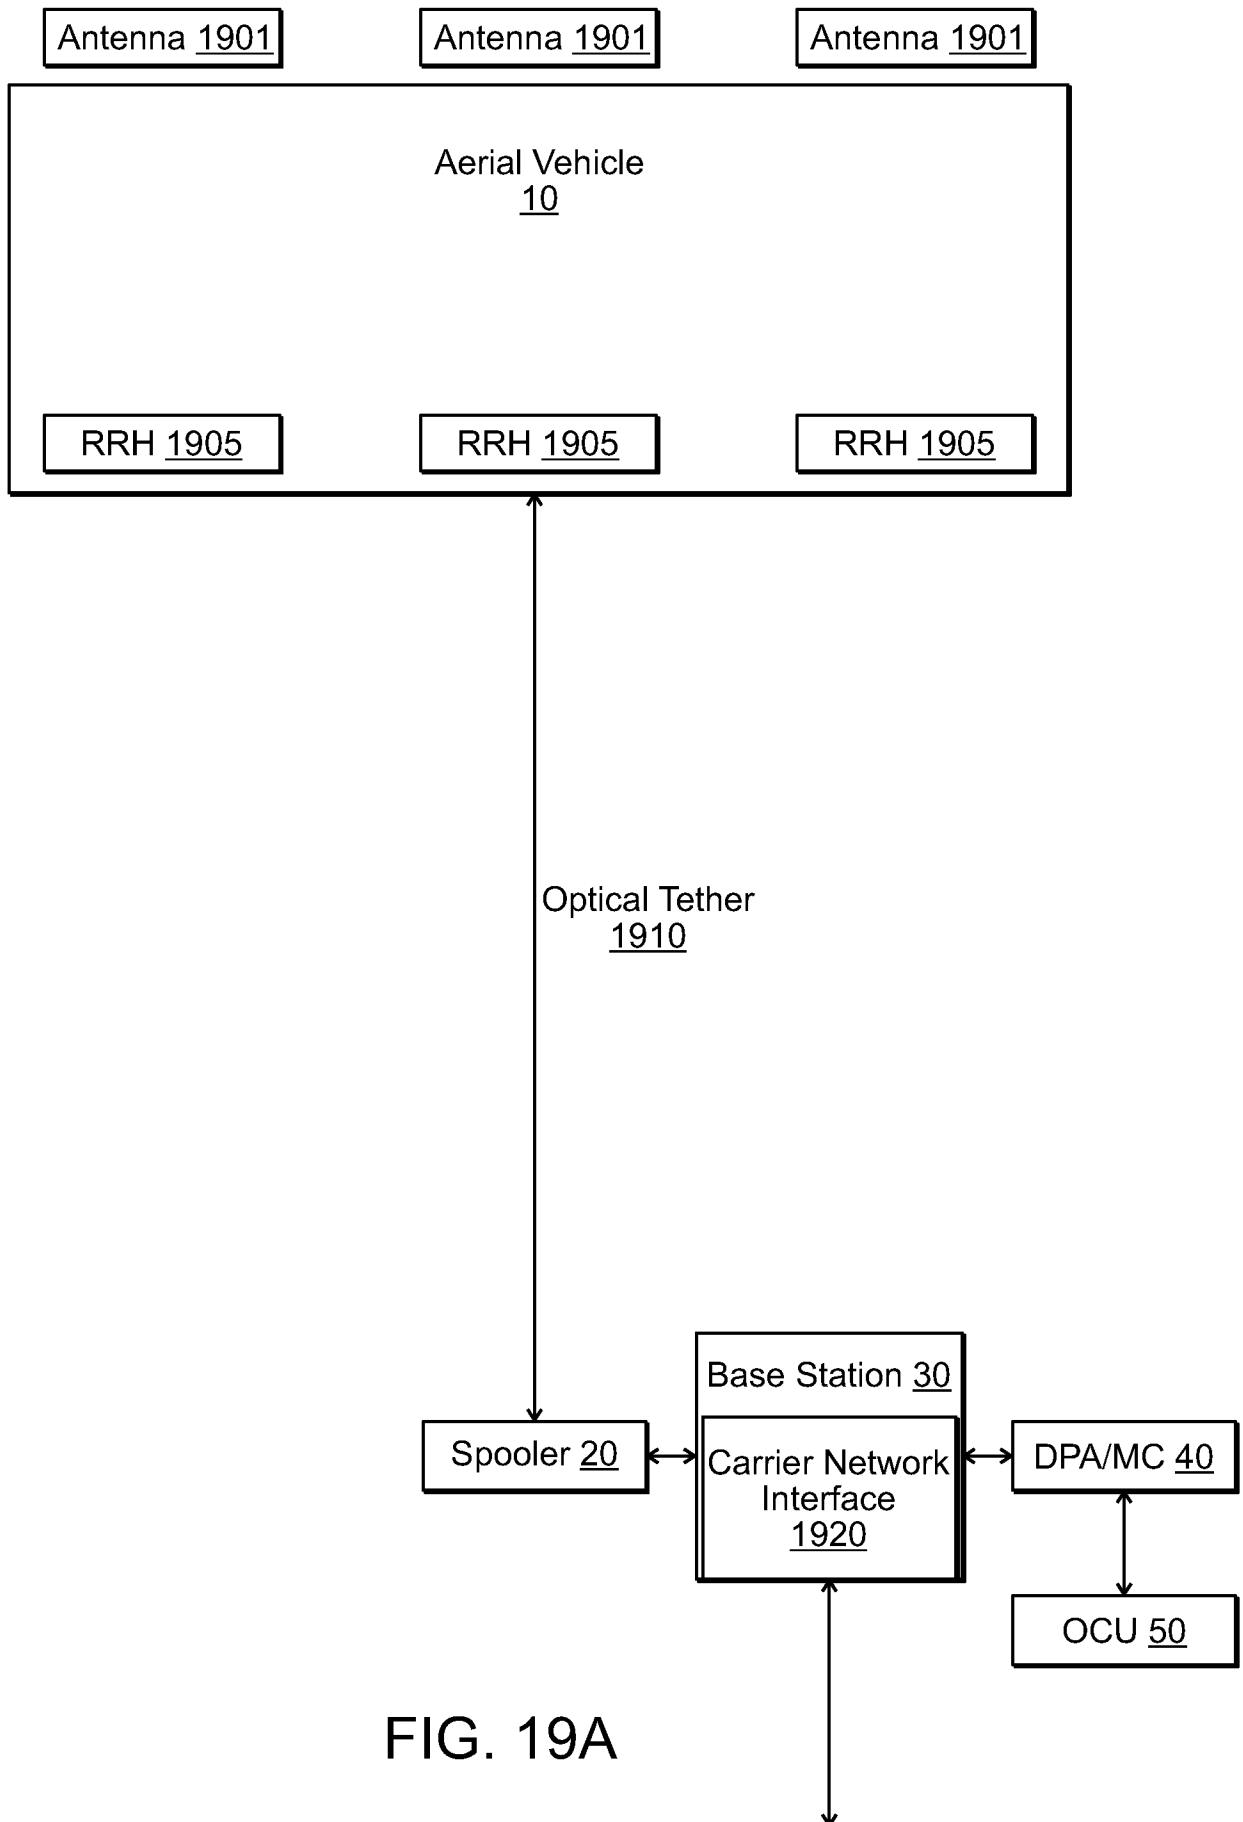 Antenna 1901 Antenna 1901 Antenna 1901
Aerial Vehicle
10
RRH 1905 RRH 1905 RRH 1905
Optical Tether
1910
Base Station 30
Spooler 20
Carrier Network
Interface
1920
DPA/MC 40
OCU 50
FIG. 19A